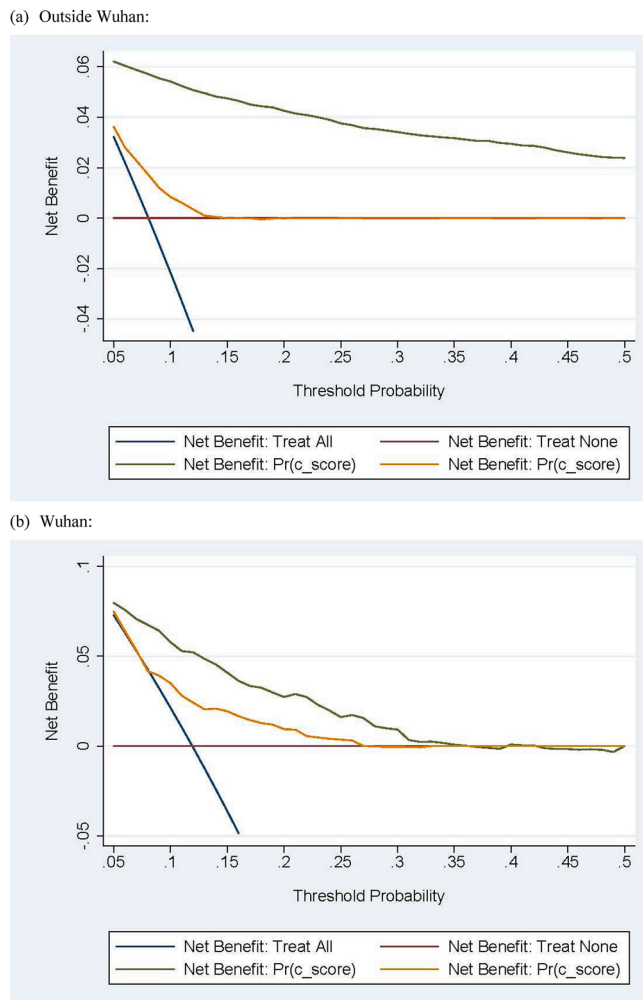 (a) Outside Wuhan:
.06
.04
.02
0
-.02
-.04
Net Benefit
.05 .1 .15 .2 .25 .3 .35 .4 .45 .5
Threshold Probability
Net Benefit: Treat All Net Benefit: Treat None
Net Benefit: Pr(c_score) Net Benefit: Pr(c_score)
(b) Wuhan:
.1
.05
0
-.05
Net Benefit
.05 .1 .15 .2 .25 .3 .35 .4 .45 .5
Threshold Probability
Net Benefit: Treat All Net Benefit: Treat None
Net Benefit: Pr(c_score) Net Benefit: Pr(c_score)